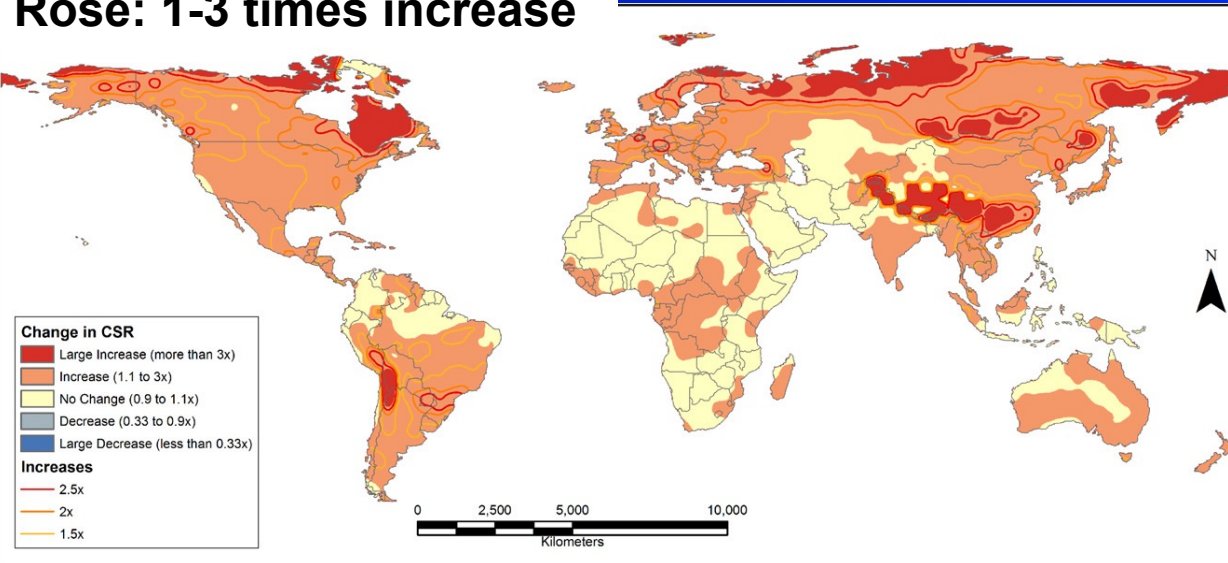 Rose: 1-3 times increase
N
Change in CSR
Large Increase (more than 3x)
Increase (1.1 to 3x)
No Change (0.9 to 1.1x)
Decrease (0.33 to 0.9x)
Large Decrease (less than 0.33x)
Increases
2.5x
2x
1.5x
0 2,500 5,000 10,000
Kilometers